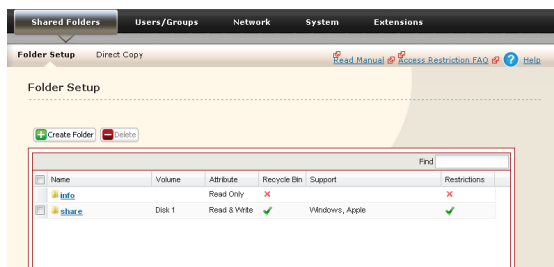 Shared Folders Users/Groups Network System Extensions
Folder Setup Direct Copy Read Manual Access Restriction FAQ ? Help
Folder Setup
Create Folder Delete
Find
Name Volume Attribute Recycle Bin Support Restrictions
info Read Only
share Disk 1 Read & Write Windows, Apple